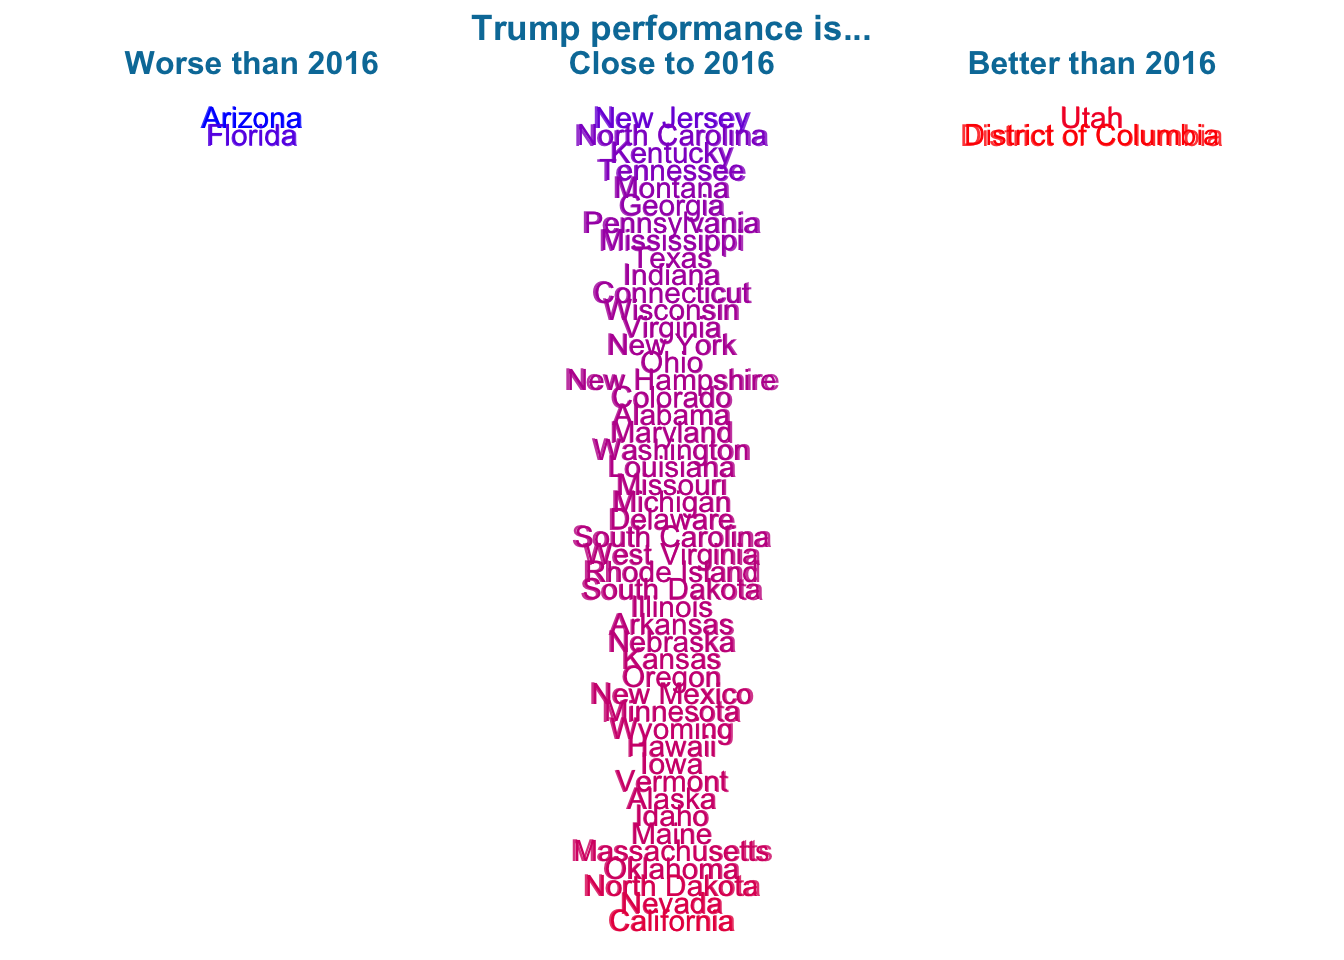 Trump performance is...
Worse than 2016
Close to 2016
Better than 2016
Arizona
Florida
New Jersey
North Carolina
Kentucky
Tennessee
Montana
Georgia
Pennsylvania
Mississippi
Texas
Indiana
Connecticut
Wisconsin
Virginia
New York
Ohio
New Hampshire
Colorado
Alabama
Maryland
Washington
Louisiana
Missouri
Michigan
Delaware
South Carolina
West Virginia
Rhode Island
South Dakota
Illinois
Arkansas
Nebraska
Kansas
Oregon
New Mexico
Minnesota
Wyoming
Hawaii
Iowa
Vermont
Alaska
Idaho
Maine
Massachusetts
Oklahoma
North Dakota
Nevada
California
Utah
District of Columbia